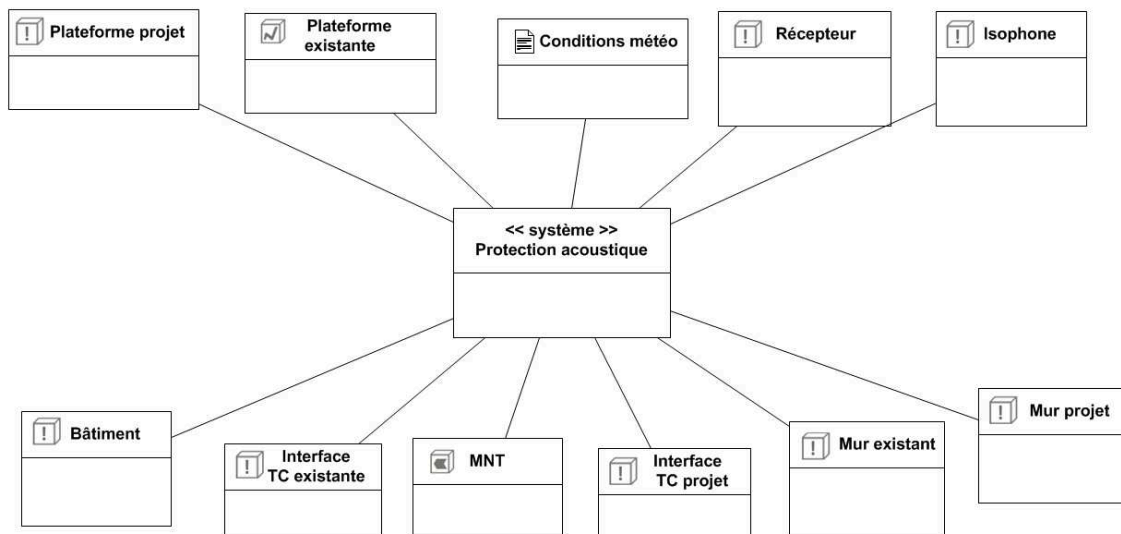 Plateforme projet
Plateforme
existante
Conditions météo
Récepteur
Isophone
<< système >>
Protection acoustique
Bâtiment
Interface
TC existante
MNT
Interface
TC projet
Mur existant
Mur projet